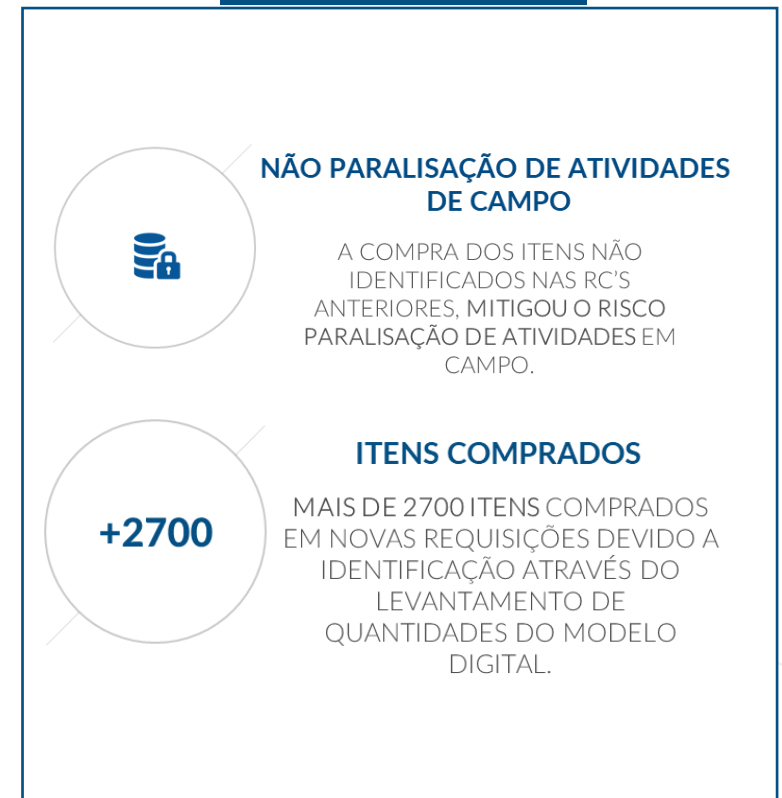 NÃO PARALISAÇÃO DE ATIVIDADES
DE CAMPO
A COMPRA DOS ITENS NÃO
IDENTIFICADOS NAS RC'S
ANTERIORES, MITIGOU O RISCO
PARALISAÇÃO DE ATIVIDADES EM
CAMPO.
+2700
ITENS COMPRADOS
MAIS DE 2700 ITENS COMPRADOS
EM NOVAS REQUISIÇÕES DEVIDO A
IDENTIFICAÇÃO ATRAVÉS DO
LEVANTAMENTO DE
QUANTIDADES DO MODELO
DIGITAL.